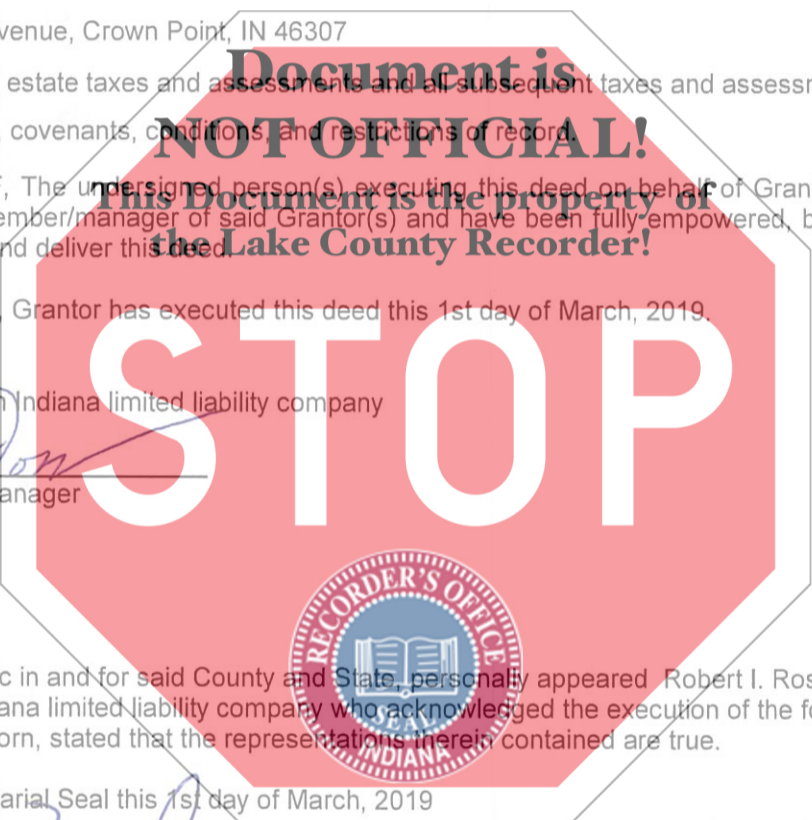 venue, Crown Point, IN 46307
Document is
estate taxes and assessments and all subsequent taxes and assessm
covenants, conditions, and restrictions of record.
NOT OFFICIAL!
, The undersigned person(s) executing this deed on behalf of Gran
This Document is the property of
ember/manager of said Grantor(s) and have been fully empowered, b
nd deliver this deed.
the Lake County Recorder!
Grantor has executed this deed this 1st day of March, 2019.
STOP
n Indiana limited liability company
anager
RECORDER'S OFFICE
SEAL
INDIANA
c in and for said County and State, personally appeared Robert I. Ros
ana limited liability company who acknowledged the execution of the fo
orn, stated that the representations therein contained are true.
arial Seal this 1st day of March, 2019